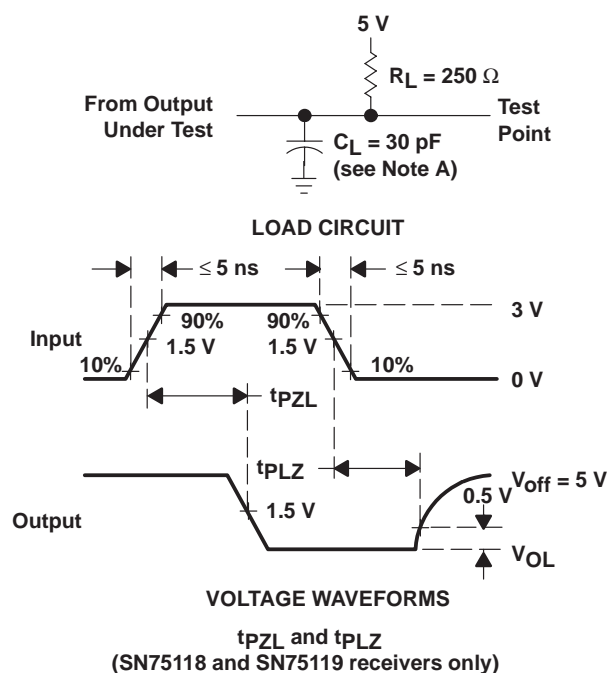 5 V
R_L = 250 Ω
From Output
Under Test
Test
Point
C_L = 30 pF
(see Note A)
LOAD CIRCUIT
≤ 5 ns
≤ 5 ns
3 V
90%
90%
Input
1.5 V
1.5 V
10%
10%
0 V
t_PZL
t_PLZ
V_off = 5 V
0.5 V
Output
1.5 V
V_OL
VOLTAGE WAVEFORMS
t_PZL and t_PLZ
(SN75118 and SN75119 receivers only)